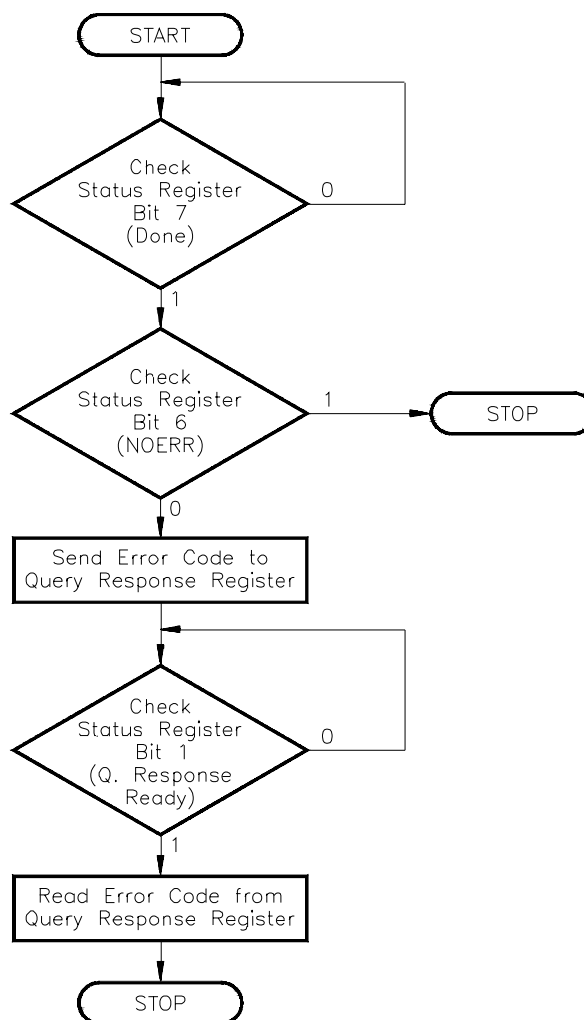 START
Check
Status Register
Bit 7
(Done)
0
1
Check
Status Register
Bit 6
(NOERR)
1
STOP
0
Send Error Code to
Query Response Register
Check
Status Register
Bit 1
(Q. Response
Ready)
0
1
Read Error Code from
Query Response Register
STOP